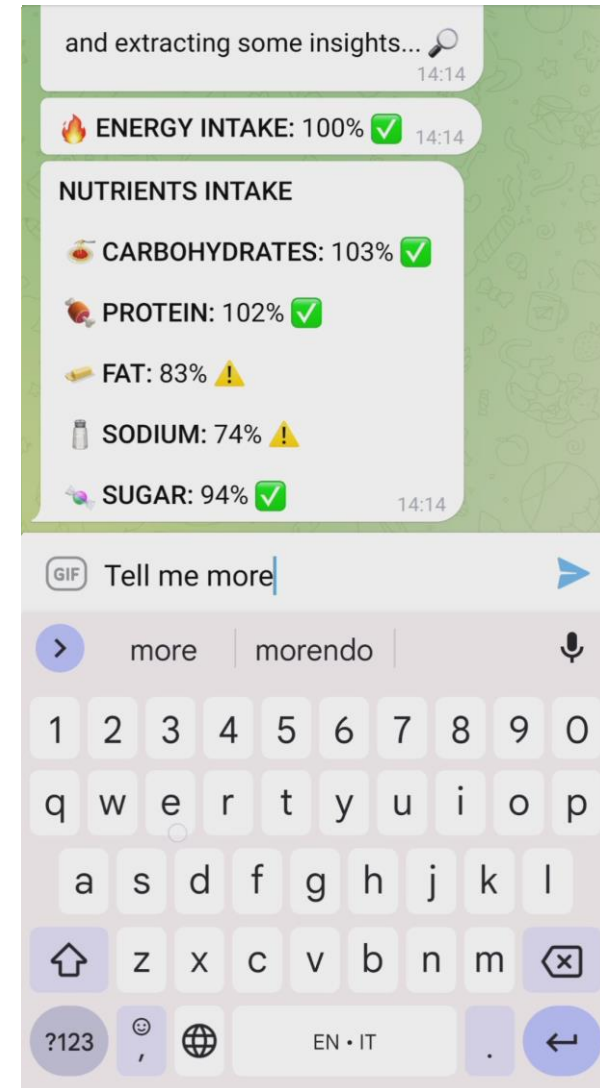 and extracting some insights... 🔎
14:14
🔥 ENERGY INTAKE: 100% ✅ 14:14
NUTRIENTS INTAKE
🍝 CARBOHYDRATES: 103% ✅
🍖 PROTEIN: 102% ✅
🧈 FAT: 83% ⚠️
🧂 SODIUM: 74% ⚠️
🍬 SUGAR: 94% ✅ 14:14
GIF Tell me more
more morendo
1 2 3 4 5 6 7 8 9 0
q w e r t y u i o p
a s d f g h j k l
z x c v b n m
?123 , EN • IT .